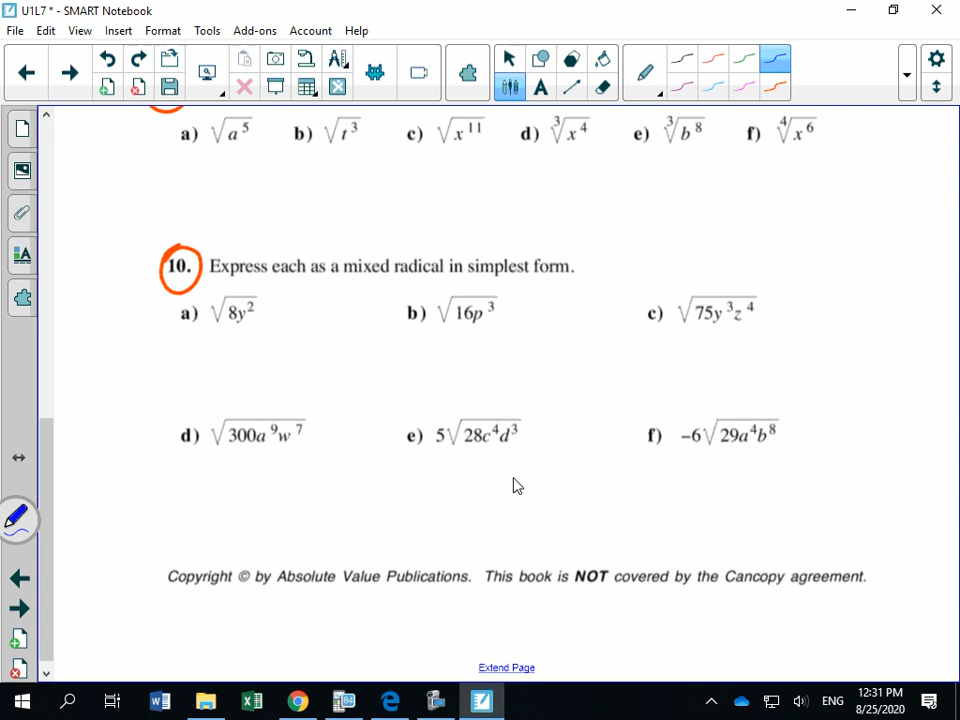 U1L7 * - SMART Notebook
File Edit View Insert Format Tools Add-ons Account Help
a) √a⁵ b) √t³ c) √x¹¹ d) ∛x⁴ e) ∛b⁸ f) ∜x⁶
10. Express each as a mixed radical in simplest form.
a) √8y² b) √16p³ c) √75y³z⁴
d) √300a⁹w⁷ e) 5√28c⁴d³ f) –6√29a⁴b⁸
Copyright © by Absolute Value Publications. This book is NOT covered by the Cancopy agreement.
Extend Page
ENG 12:31 PM
8/25/2020